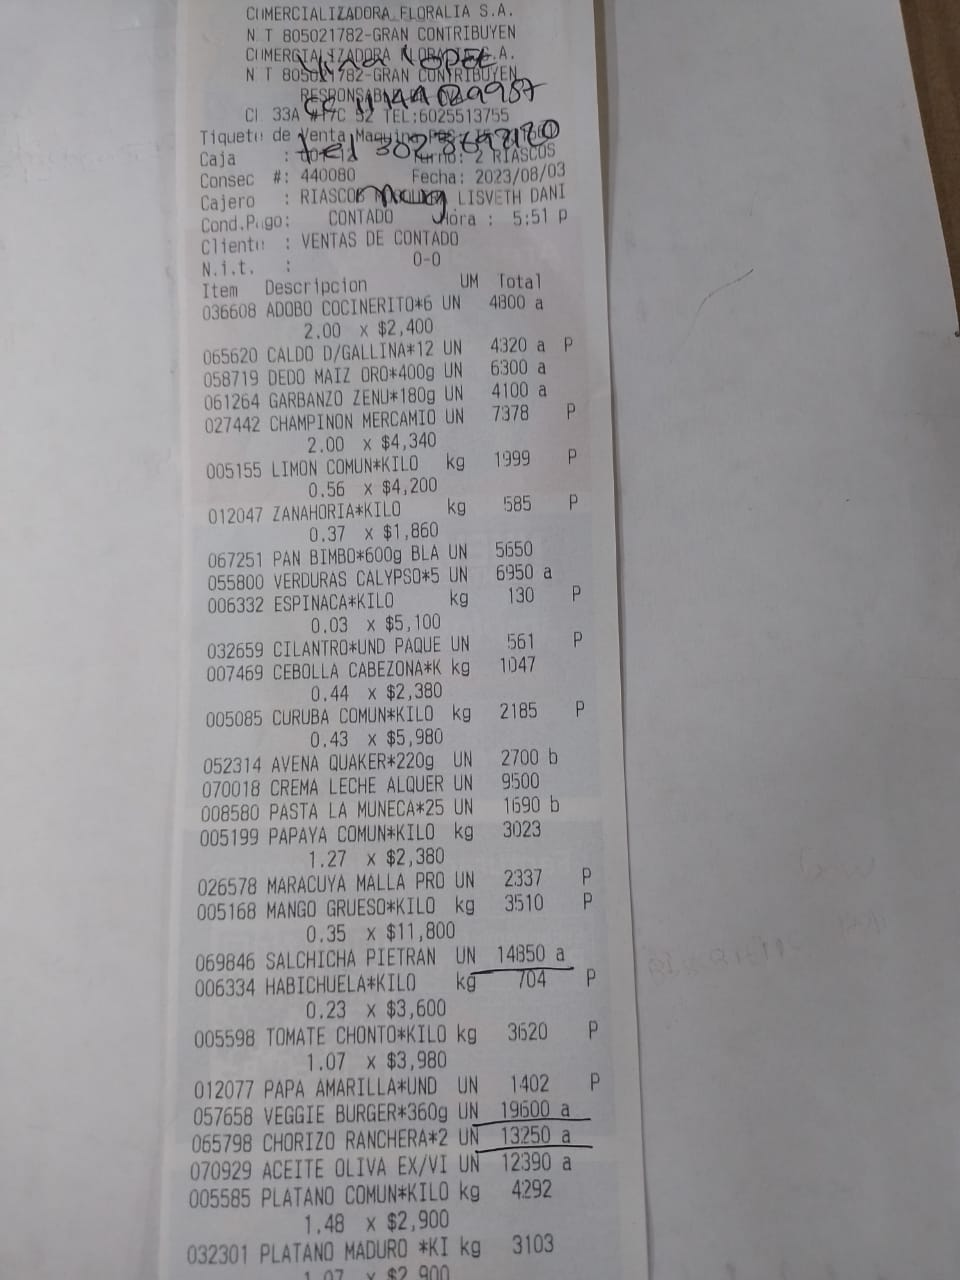 COMERCIALIZADORA FLORALIA S.A.
N T 805021782-GRAN CONTRIBUYEN
COMERCIALIZADORA FLORALIA S.A.
N T 805021782-GRAN CONTRIBUYEN
Lopez
RESPONSAB
CC 1144029987
CL 33A #17C 52 TEL:6025513755
Tiquete de Venta Maquina POS
tel 3023698180
Caja :
Turno: 2 RIASCOS
Consec #: 440080 Fecha: 2023/08/03
Cajero : RIASCOS LISVETH DANI
Cond.Pago: CONTADO Hora : 5:51 p
Cliente : VENTAS DE CONTADO
N.i.t. : 0-0
Item Descripcion UM Total
036608 ADOBO COCINERITO*6 UN 4800 a
2.00 x $2,400
065620 CALDO D/GALLINA*12 UN 4320 a P
058719 DEDO MAIZ ORO*400g UN 6300 a
061264 GARBANZO ZENU*180g UN 4100 a
027442 CHAMPINON MERCAMIO UN 7378 P
2.00 x $4,340
005155 LIMON COMUN*KILO kg 1999 P
0.56 x $4,200
012047 ZANAHORIA*KILO kg 585 P
0.37 x $1,860
067251 PAN BIMBO*600g BLA UN 5650
055800 VERDURAS CALYPSO*5 UN 6950 a
006332 ESPINACA*KILO kg 130 P
0.03 x $5,100
032659 CILANTRO*UND PAQUE UN 561 P
007469 CEBOLLA CABEZONA*K kg 1047
0.44 x $2,380
005085 CURUBA COMUN*KILO kg 2185 P
0.43 x $5,980
052314 AVENA QUAKER*220g UN 2700 b
070018 CREMA LECHE ALQUER UN 9500
008580 PASTA LA MUNECA*25 UN 1690 b
005199 PAPAYA COMUN*KILO kg 3023
1.27 x $2,380
026578 MARACUYA MALLA PRO UN 2337 P
005168 MANGO GRUESO*KILO kg 3510 P
0.35 x $11,800
069846 SALCHICHA PIETRAN UN 14850 a
006334 HABICHUELA*KILO kg 704 P
0.23 x $3,600
005598 TOMATE CHONTO*KILO kg 3620 P
1.07 x $3,980
012077 PAPA AMARILLA*UND UN 1402 P
057658 VEGGIE BURGER*360g UN 19600 a
065798 CHORIZO RANCHERA*2 UN 13250 a
070929 ACEITE OLIVA EX/VI UN 12390 a
005585 PLATANO COMUN*KILO kg 4292
1.48 x $2,900
032301 PLATANO MADURO *KI kg 3103
1.07 x $2,900